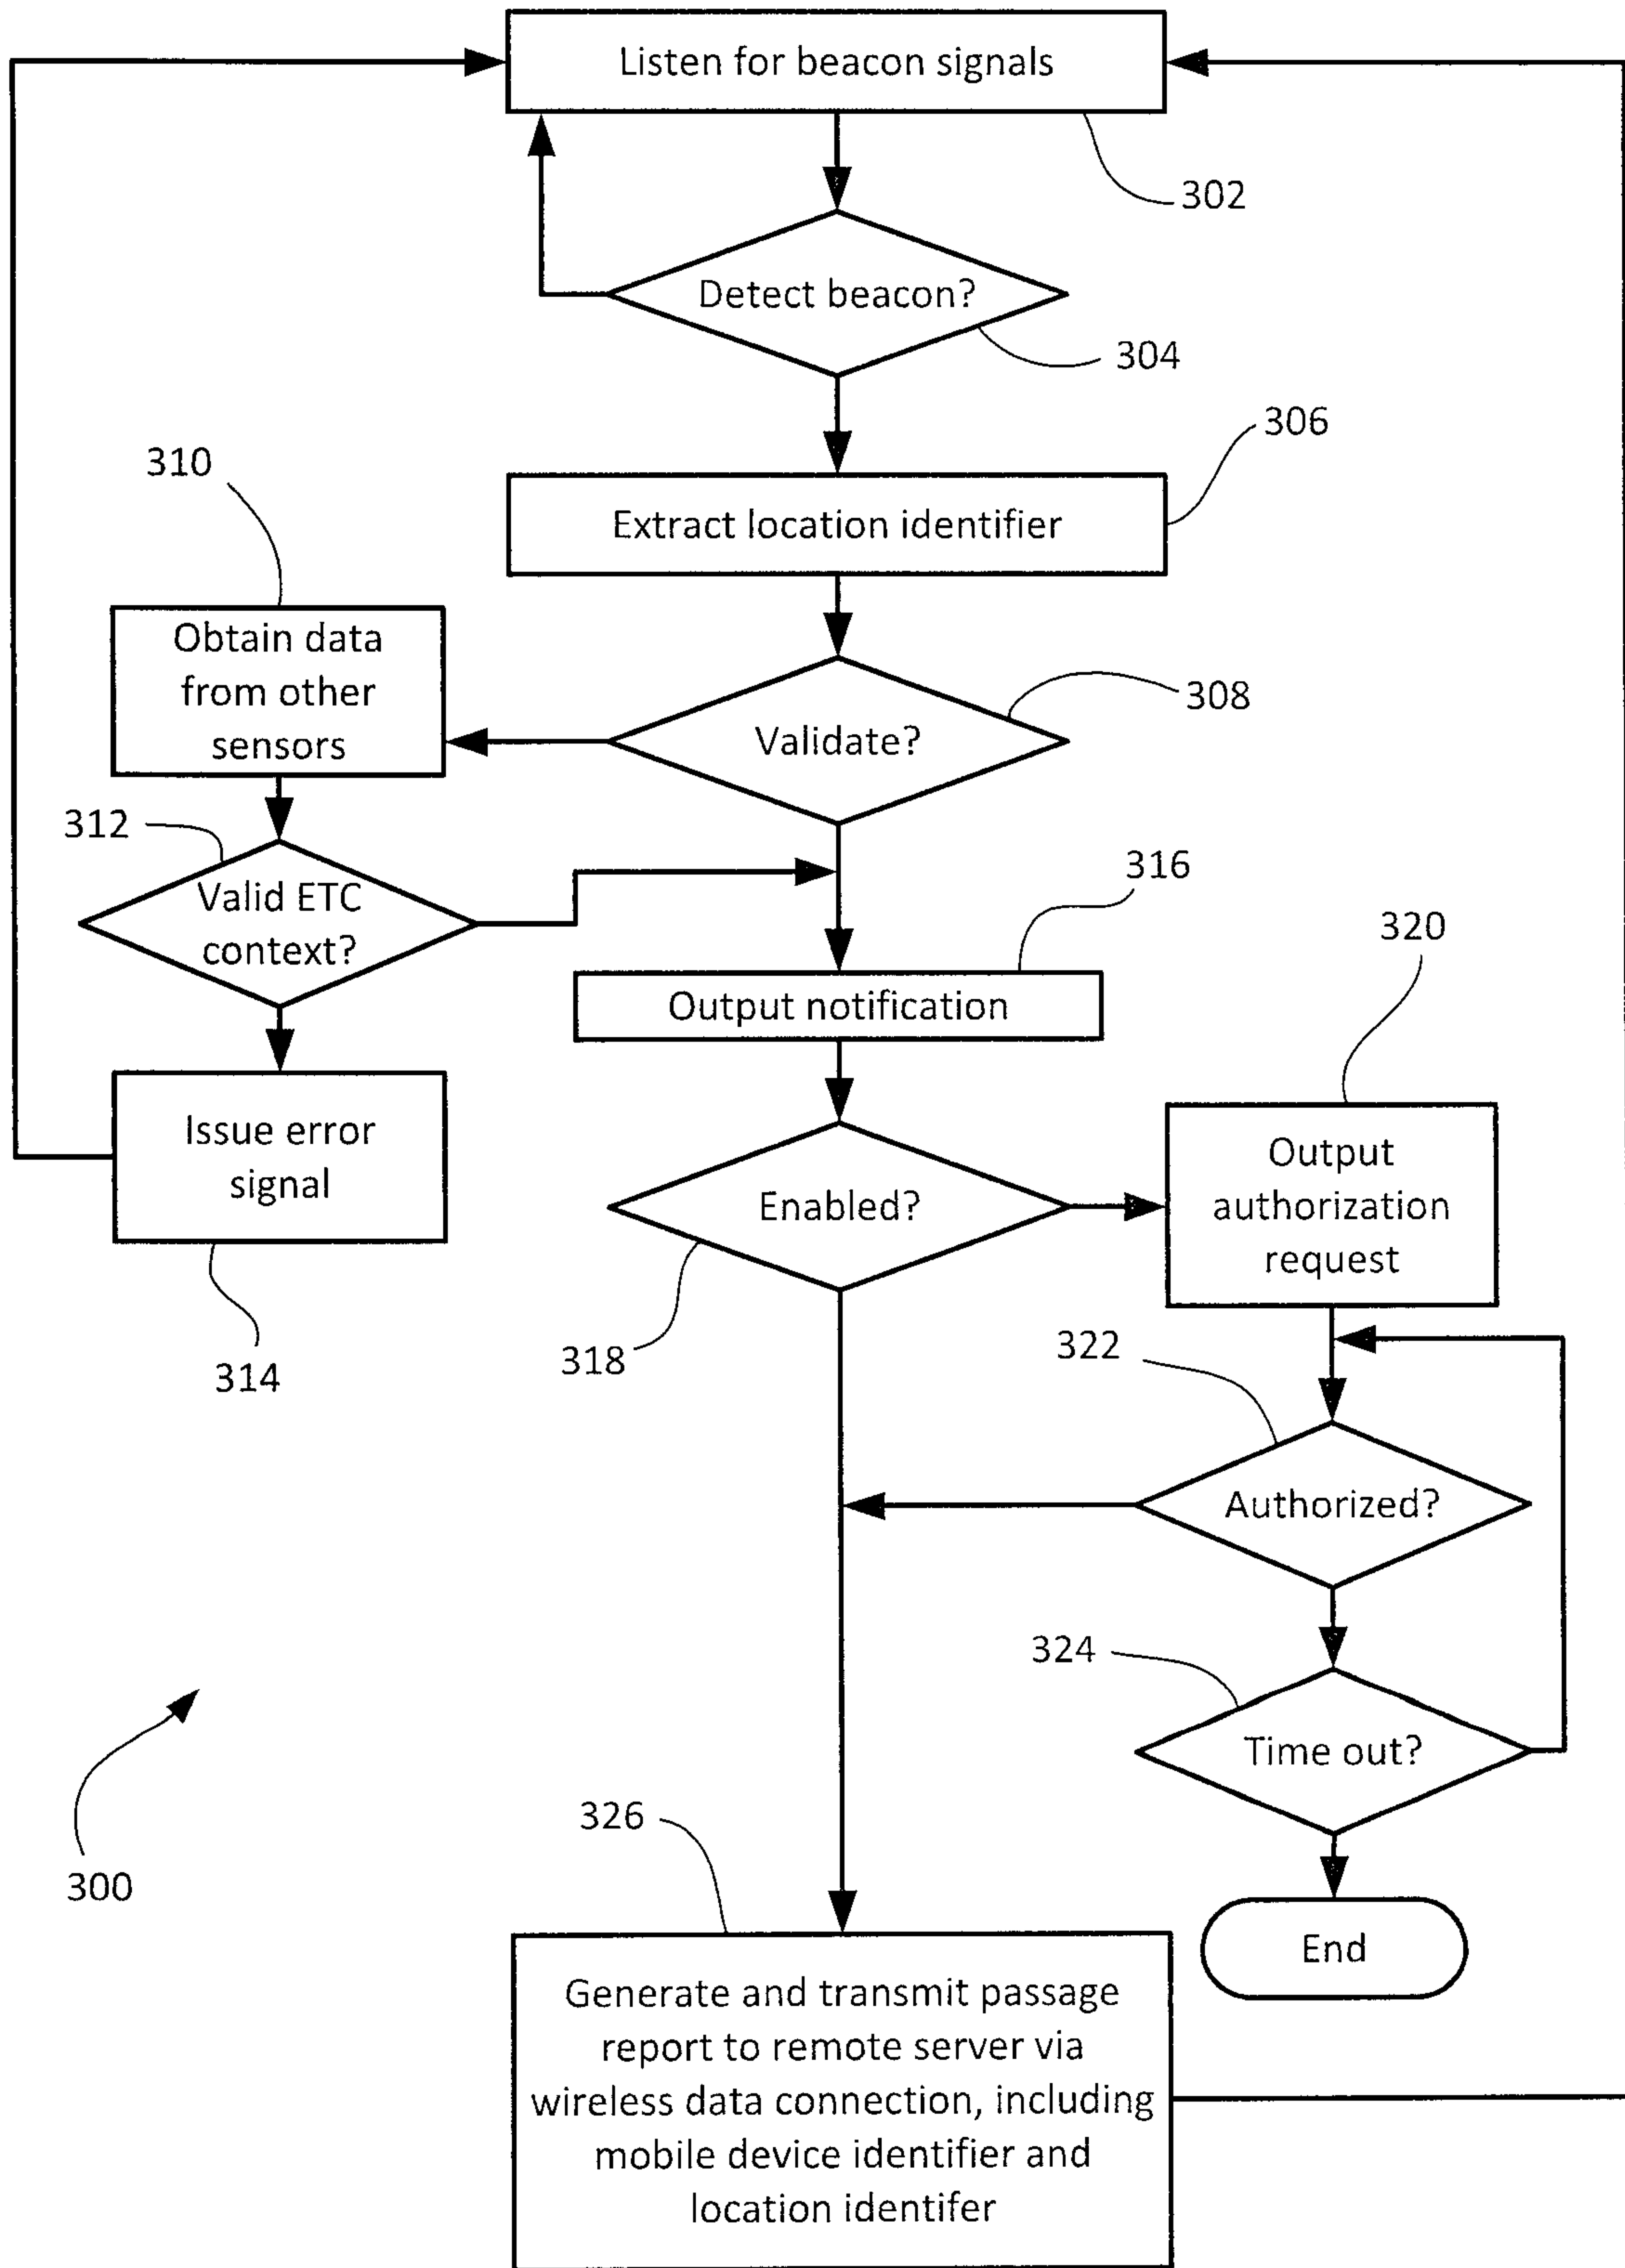 Listen for beacon signals
302
Detect beacon?
304
306
310
Extract location identifier
Obtain data
from other
sensors
308
Validate?
312
Valid ETC
context?
316
320
Output notification
Issue error
signal
Output
authorization
request
Enabled?
318
314
322
Authorized?
324
Time out?
326
300
End
Generate and transmit passage
report to remote server via
wireless data connection, including
mobile device identifier and
location identifer